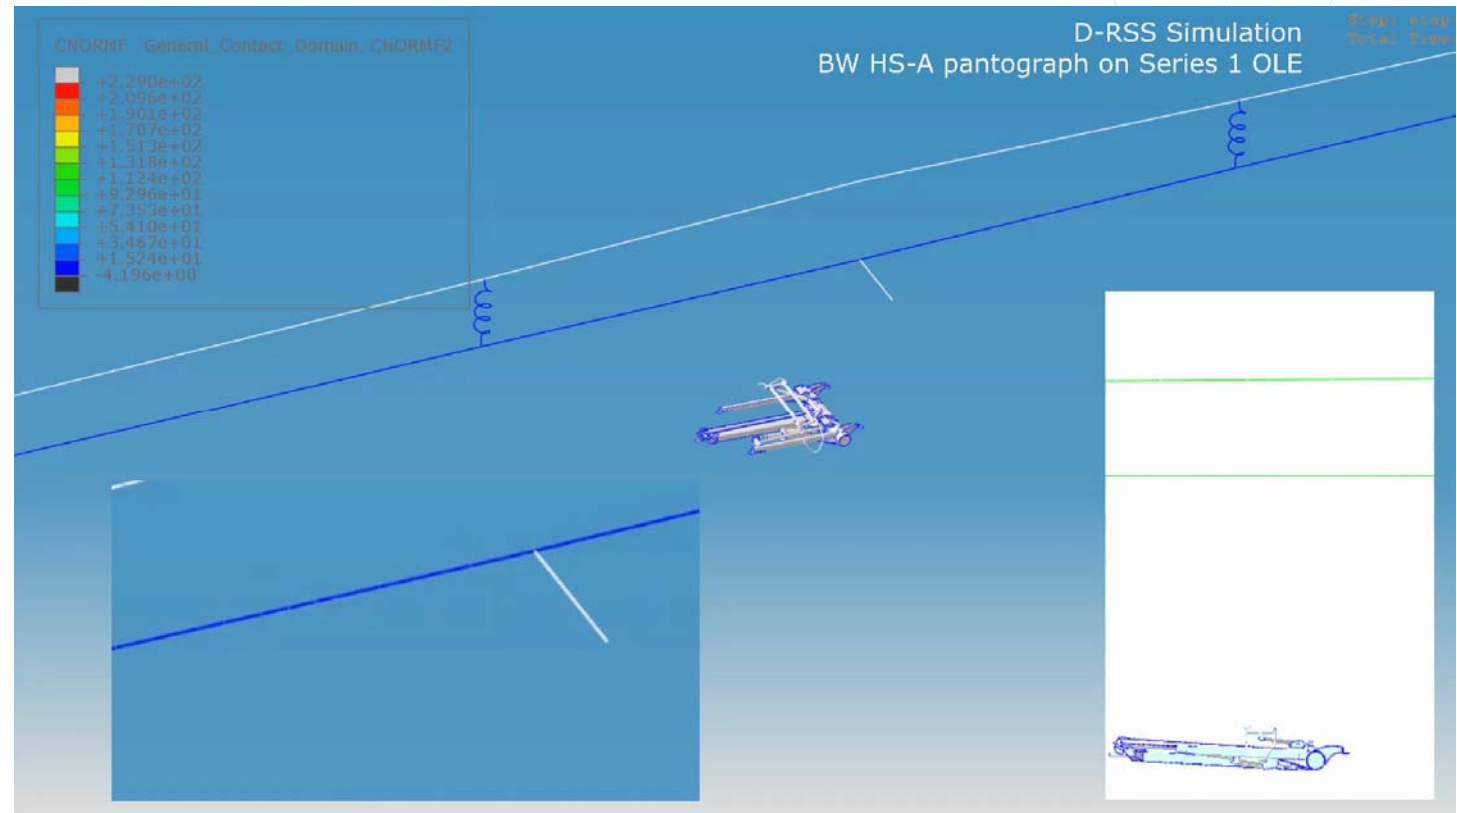 CNORMF General_Contact_Domain, CNORMF2
+2.290e+02
+2.096e+02
+1.901e+02
+1.707e+02
+1.513e+02
+1.318e+02
+1.124e+02
+9.296e+01
+7.353e+01
+5.410e+01
+3.467e+01
+1.524e+01
-4.196e+00
D-RSS Simulation
BW HS-A pantograph on Series 1 OLE
Step: step
Total Time